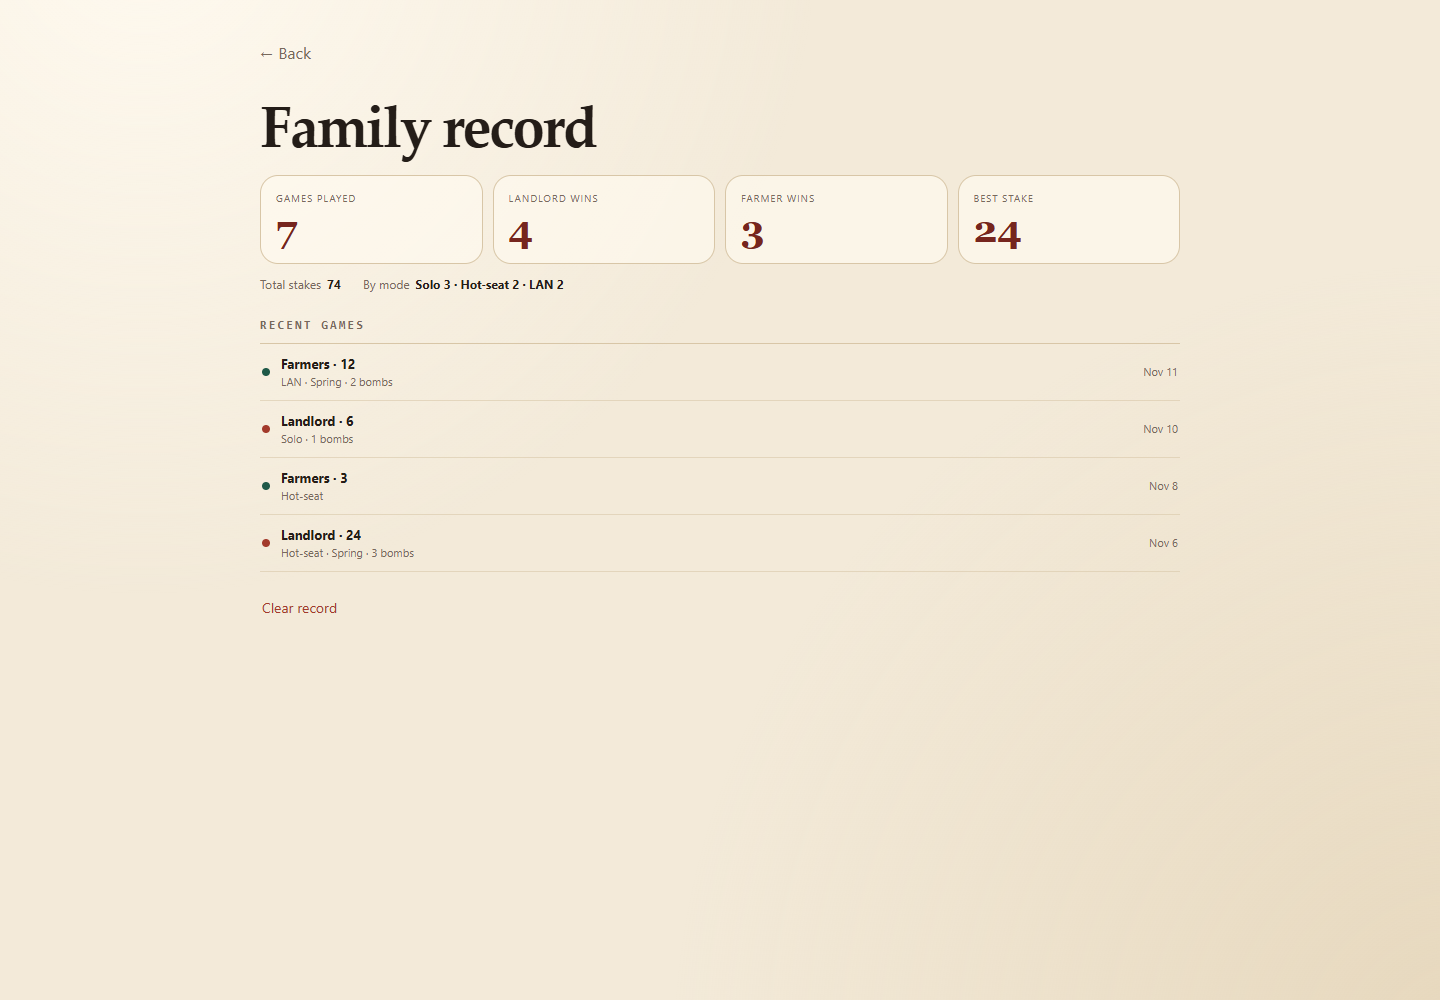 ← Back
Family record
GAMES PLAYED
7
LANDLORD WINS
4
FARMER WINS
3
BEST STAKE
24
Total stakes 74 By mode Solo 3 · Hot-seat 2 · LAN 2
RECENT GAMES
Farmers · 12
LAN · Spring · 2 bombs
Nov 11
Landlord · 6
Solo · 1 bombs
Nov 10
Farmers · 3
Hot-seat
Nov 8
Landlord · 24
Hot-seat · Spring · 3 bombs
Nov 6
Clear record